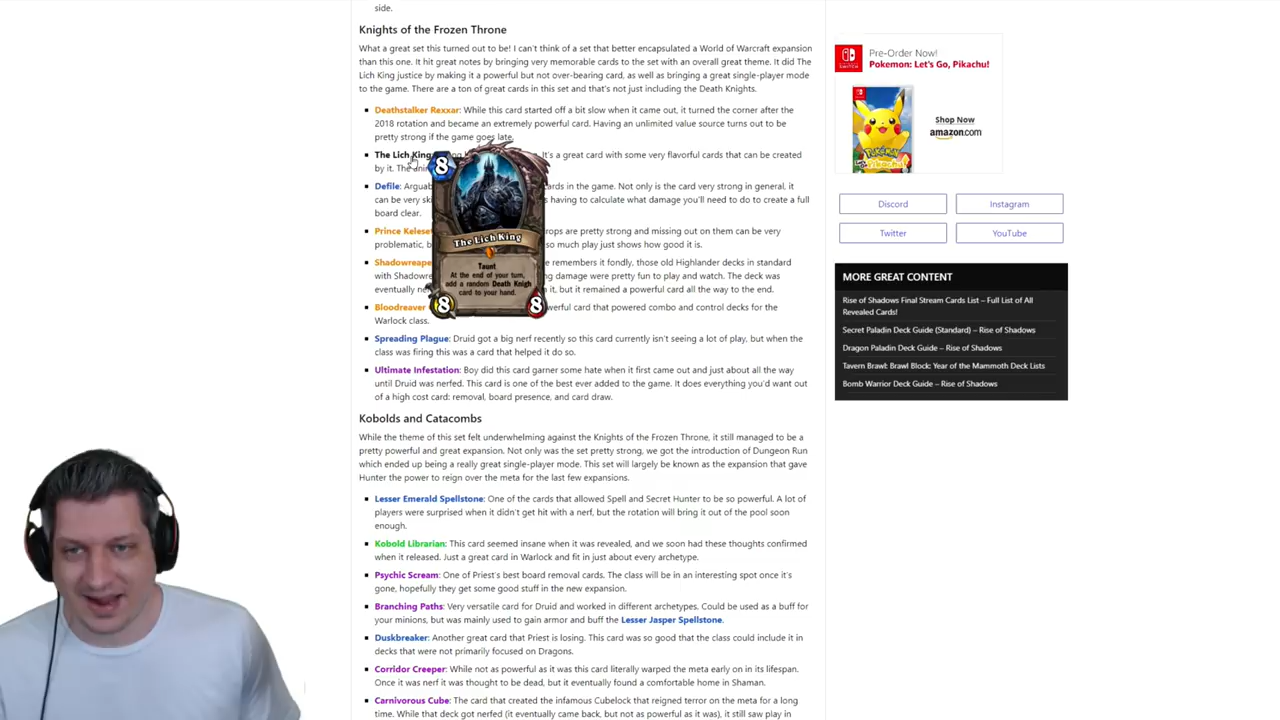 side.
Knights of the Frozen Throne
What a great set this turned out to be! I can't think of a set that better encapsulated a World of Warcraft expansion
than this one. It hit great notes by bringing very memorable cards to the set with an overall great theme. It did The
Lich King justice by making it a powerful but not over-bearing card, as well as bringing a great single-player mode
to the game. There are a ton of great cards in this set and that's not just including the Death Knights.
Deathstalker Rexxar: While this card started off a bit slow when it came out, it turned the corner after the
2018 rotation and became an extremely powerful card. Having an unlimited value source turns out to be
pretty strong if the game goes late.
The Lich King It's a great card with some very flavorful cards that can be created
by it. The
Defile: in the game. Not only is the card very strong in general, it
can be very having to calculate what damage you'll need to do to create a full
board clear.
Prince are pretty strong and missing out on them can be very
problematic, so much play just shows how good it is.
remembers it fondly, those old Highlander decks in standard
with damage were pretty fun to play and watch. The deck was
eventually it, but it remained a powerful card all the way to the end.
Bloodreaver card that powered combo and control decks for the
Warlock class.
8
The Lich King
Taunt
At the end of your turn,
add a random Death Knight
card to your hand.
8
8
Spreading Plague: Druid got a big nerf recently so this card currently isn't seeing a lot of play, but when the
class was firing this was a card that helped it do so.
Ultimate Infestation: Boy did this card garner some hate when it first came out and just about all the way
until Druid was nerfed. This card is one of the best ever added to the game. It does everything you'd want out
of a high cost card: removal, board presence, and card draw.
Kobolds and Catacombs
While the theme of this set felt underwhelming against the Knights of the Frozen Throne, it still managed to be a
pretty powerful and great expansion. Not only was the set pretty strong, we got the introduction of Dungeon Run
which ended up being a really great single-player mode. This set will largely be known as the expansion that gave
Hunter the power to reign over the meta for the last few expansions.
Lesser Emerald Spellstone: One of the cards that allowed Spell and Secret Hunter to be so powerful. A lot of
players were surprised when it didn't get hit with a nerf, but the rotation will bring it out of the pool soon
enough.
Kobold Librarian: This card seemed insane when it was revealed, and we soon had these thoughts confirmed
when it released. Just a great card in Warlock and fit in just about every archetype.
Psychic Scream: One of Priest's best board removal cards. The class will be in an interesting spot once it's
gone, hopefully they get some good stuff in the new expansion.
Branching Paths: Very versatile card for Druid and worked in different archetypes. Could be used as a buff for
your minions, but was mainly used to gain armor and buff the Lesser Jasper Spellstone.
Duskbreaker: Another great card that Priest is losing. This card was so good that the class could include it in
decks that were not primarily focused on Dragons.
Corridor Creeper: While not as powerful as it was this card literally warped the meta early on in its lifespan.
Once it was nerf it was thought to be dead, but it eventually found a comfortable home in Shaman.
Carnivorous Cube: The card that created the infamous Cubelock that reigned terror on the meta for a long
time. While that deck got nerfed (it eventually came back, but not as powerful as it was), it still saw play in
Pre-Order Now!
Pokemon: Let's Go, Pikachu!
Shop Now
amazon.com
Discord
Instagram
Twitter
YouTube
MORE GREAT CONTENT
Rise of Shadows Final Stream Cards List – Full List of All
Revealed Cards!
Secret Paladin Deck Guide (Standard) – Rise of Shadows
Dragon Paladin Deck Guide – Rise of Shadows
Tavern Brawl: Brawl Block: Year of the Mammoth Deck Lists
Bomb Warrior Deck Guide – Rise of Shadows